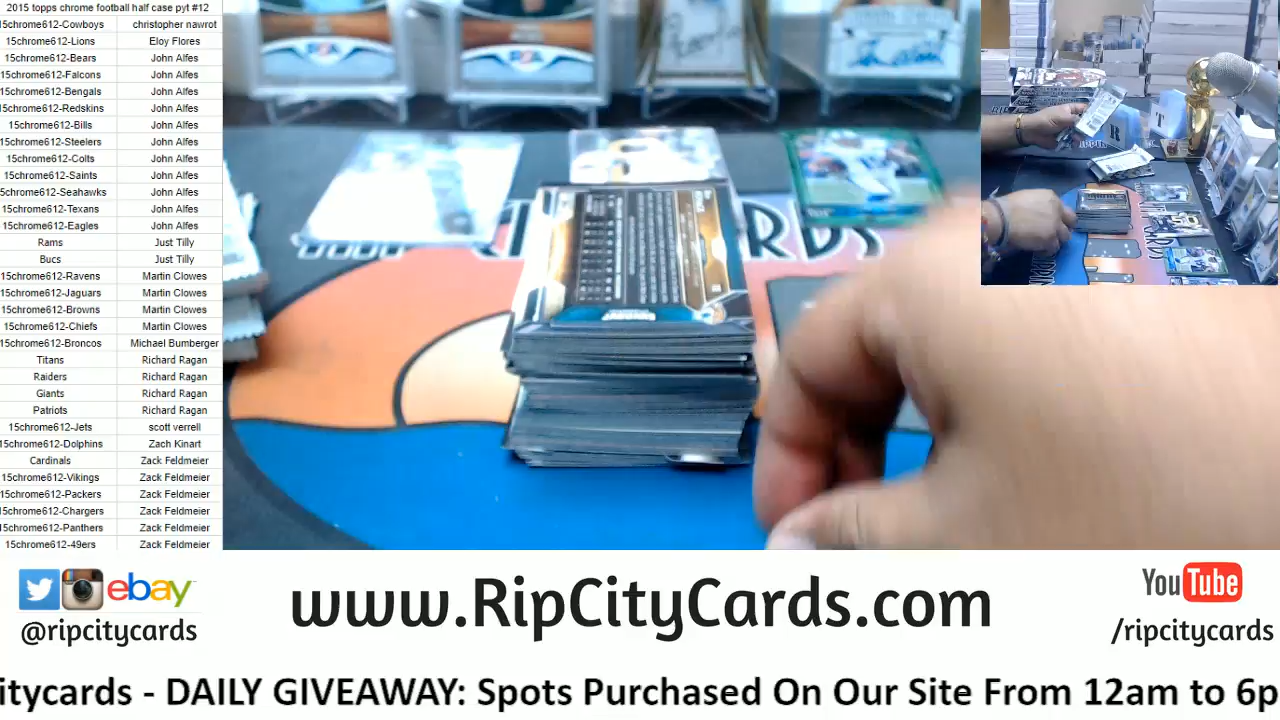 2015 topps chrome football half case pyt #12
15chrome612-Cowboys christopher nawrot
15chrome612-Lions Eloy Flores
15chrome612-Bears John Alfes
15chrome612-Falcons John Alfes
15chrome612-Bengals John Alfes
15chrome612-Redskins John Alfes
15chrome612-Bills John Alfes
15chrome612-Steelers John Alfes
15chrome612-Colts John Alfes
15chrome612-Saints John Alfes
15chrome612-Seahawks John Alfes
15chrome612-Texans John Alfes
15chrome612-Eagles John Alfes
Rams Just Tilly
Bucs Just Tilly
15chrome612-Ravens Martin Clowes
15chrome612-Jaguars Martin Clowes
15chrome612-Browns Martin Clowes
15chrome612-Chiefs Martin Clowes
15chrome612-Broncos Michael Bumberger
Titans Richard Ragan
Raiders Richard Ragan
Giants Richard Ragan
Patriots Richard Ragan
15chrome612-Jets scott verrell
15chrome612-Dolphins Zach Kinart
Cardinals Zack Feldmeier
15chrome612-Vikings Zack Feldmeier
15chrome612-Packers Zack Feldmeier
15chrome612-Chargers Zack Feldmeier
15chrome612-Panthers Zack Feldmeier
15chrome612-49ers Zack Feldmeier
ebay
@ripcitycards
www.RipCityCards.com
YouTube
/ripcitycards
itycards - DAILY GIVEAWAY: Spots Purchased On Our Site From 12am to 6p